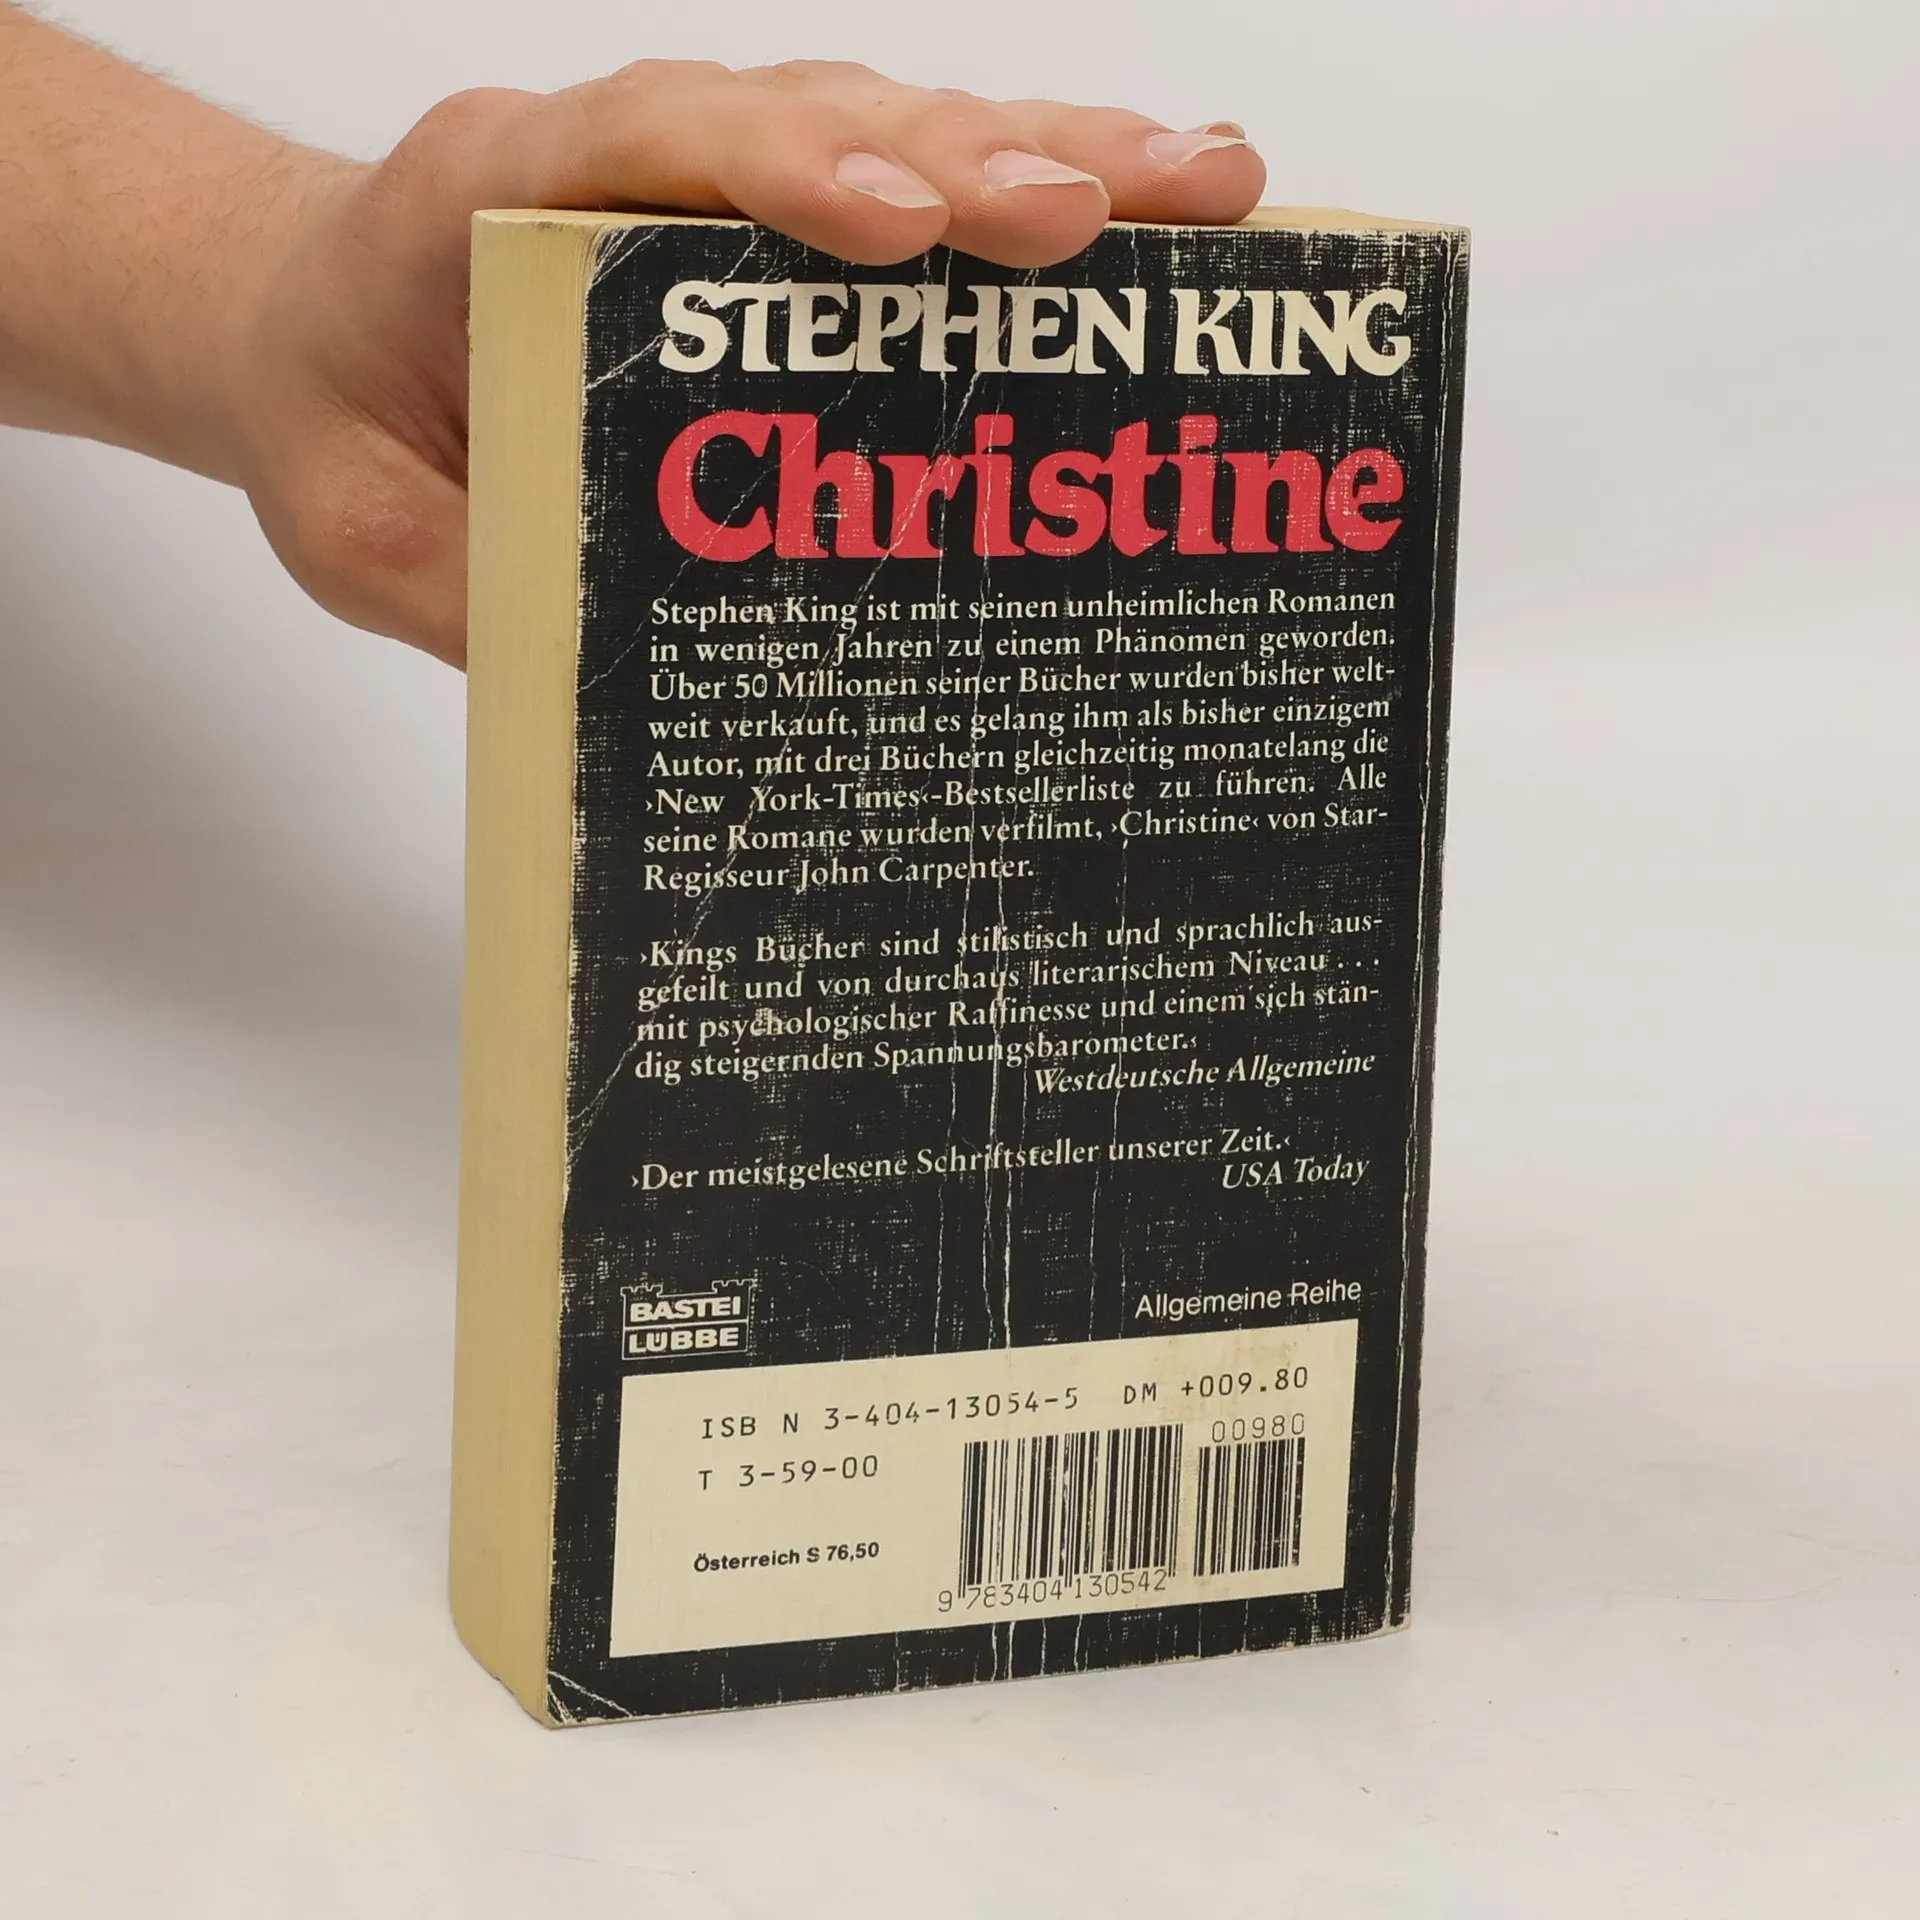 STEPHEN KING
Christine
Stephen King ist mit seinen unheimlichen Romanen
in wenigen Jahren zu einem Phänomen geworden.
Über 50 Millionen seiner Bücher wurden bisher welt-
weit verkauft, und es gelang ihm als bisher einzigem
Autor, mit drei Büchern gleichzeitig monatelang die
›New York-Times‹-Bestsellerliste zu führen. Alle
seine Romane wurden verfilmt, ›Christine‹ von Star-
Regisseur John Carpenter.
›Kings Bücher sind stilistisch und sprachlich aus-
gefeilt und von durchaus literarischem Niveau . . .
mit psychologischer Raffinesse und einem sich stän-
dig steigernden Spannungsbarometer.‹
Westdeutsche Allgemeine
›Der meistgelesene Schriftsteller unserer Zeit.‹
USA Today
BASTEI
LÜBBE
Allgemeine Reihe
ISB N 3-404-13054-5 DM +009.80
00980
T 3-59-00
Österreich S 76,50
9 783404 130542